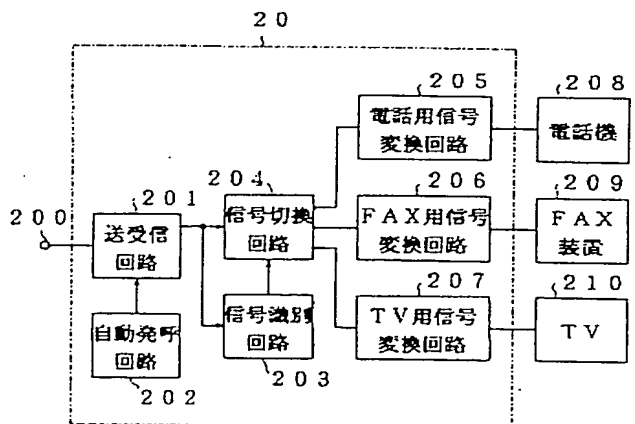 20
205
電話用信号
変換回路
208
電話機
204
信号切換
回路
206
FAX用信号
変換回路
209
FAX
装置
200
201
送受信
回路
207
TV用信号
変換回路
210
TV
自動発呼
回路
202
信号識別
回路
203